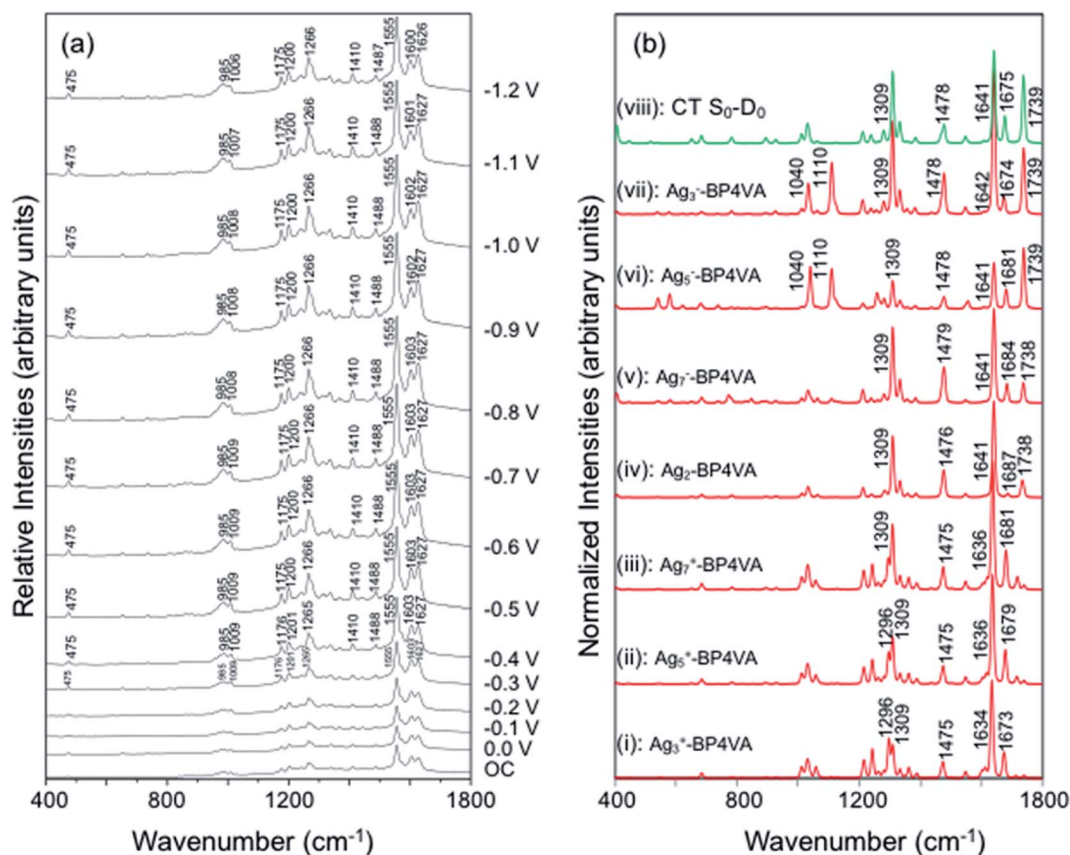 (a)
Relative Intensities (arbitrary units)
475 985 1006 1175 1200 1266 1410 1487 1555 1600 1626 -1.2 V
475 985 1007 1175 1200 1266 1410 1488 1555 1601 1627 -1.1 V
475 985 1008 1175 1200 1266 1410 1488 1555 1602 1627 -1.0 V
475 985 1008 1175 1200 1266 1410 1488 1555 1602 1627 -0.9 V
475 985 1008 1175 1200 1266 1410 1488 1555 1603 1627 -0.8 V
475 985 1009 1175 1200 1266 1410 1488 1555 1603 1627 -0.7 V
475 985 1009 1175 1200 1266 1410 1488 1555 1603 1627 -0.6 V
475 985 1009 1175 1200 1266 1410 1488 1555 1603 1627 -0.5 V
475 985 1009 1176 1201 1265 1410 1488 1555 1603 1627 -0.4 V
475 985 1009 1176 1201 1265 1555 1603 1627 -0.3 V
-0.2 V
-0.1 V
0.0 V
OC
400 800 1200 1600 1800
Wavenumber (cm⁻¹)
(b)
Normalized Intensities (arbitrary units)
(viii): CT S₀-D₀ 1309 1478 1641 1675 1739
(vii): Ag₃⁻-BP4VA 1040 1110 1309 1478 1642 1674 1739
(vi): Ag₅⁻-BP4VA 1040 1110 1309 1478 1641 1681 1739
(v): Ag₇⁻-BP4VA 1309 1479 1641 1684 1738
(iv): Ag₂-BP4VA 1309 1476 1641 1687 1738
(iii): Ag₇⁺-BP4VA 1309 1475 1636 1681
(ii): Ag₅⁺-BP4VA 1296 1309 1475 1636 1679
(i): Ag₃⁺-BP4VA 1296 1309 1475 1634 1673
400 800 1200 1600 1800
Wavenumber (cm⁻¹)